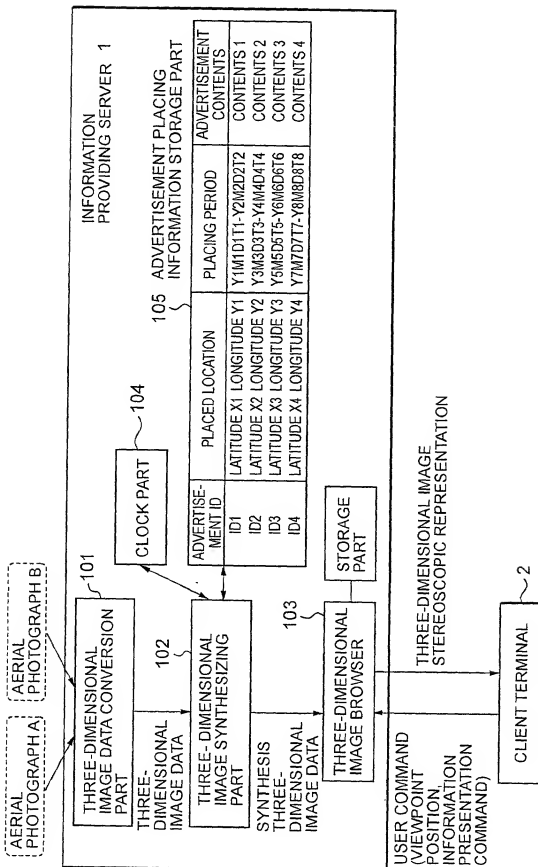 AERIAL
PHOTOGRAPH A
AERIAL
PHOTOGRAPH B
INFORMATION
PROVIDING SERVER 1
101
THREE-DIMENSIONAL
IMAGE DATA CONVERSION
PART
THREE-
DIMENSIONAL
IMAGE DATA
104
CLOCK PART
102
THREE- DIMENSIONAL
IMAGE SYNTHESIZING
PART
105
ADVERTISEMENT PLACING
INFORMATION STORAGE PART
ADVERTISE-
MENT ID
PLACED LOCATION
PLACING PERIOD
ADVERTISEMENT
CONTENTS
ID1 LATITUDE X1 LONGITUDE Y1 Y1M1D1T1-Y2M2D2T2 CONTENTS 1
ID2 LATITUDE X2 LONGITUDE Y2 Y3M3D3T3-Y4M4D4T4 CONTENTS 2
ID3 LATITUDE X3 LONGITUDE Y3 Y5M5D5T5-Y6M6D6T6 CONTENTS 3
ID4 LATITUDE X4 LONGITUDE Y4 Y7M7D7T7-Y8M8D8T8 CONTENTS 4
SYNTHESIS
THREE-
DIMENSIONAL
IMAGE DATA
103
THREE-DIMENSIONAL
IMAGE BROWSER
STORAGE
PART
USER COMMAND
(VIEWPOINT
POSITION,
INFORMATION
PRESENTATION
COMMAND)
THREE-DIMENSIONAL IMAGE
STEREOSCOPIC REPRESENTATION
2
CLIENT TERMINAL